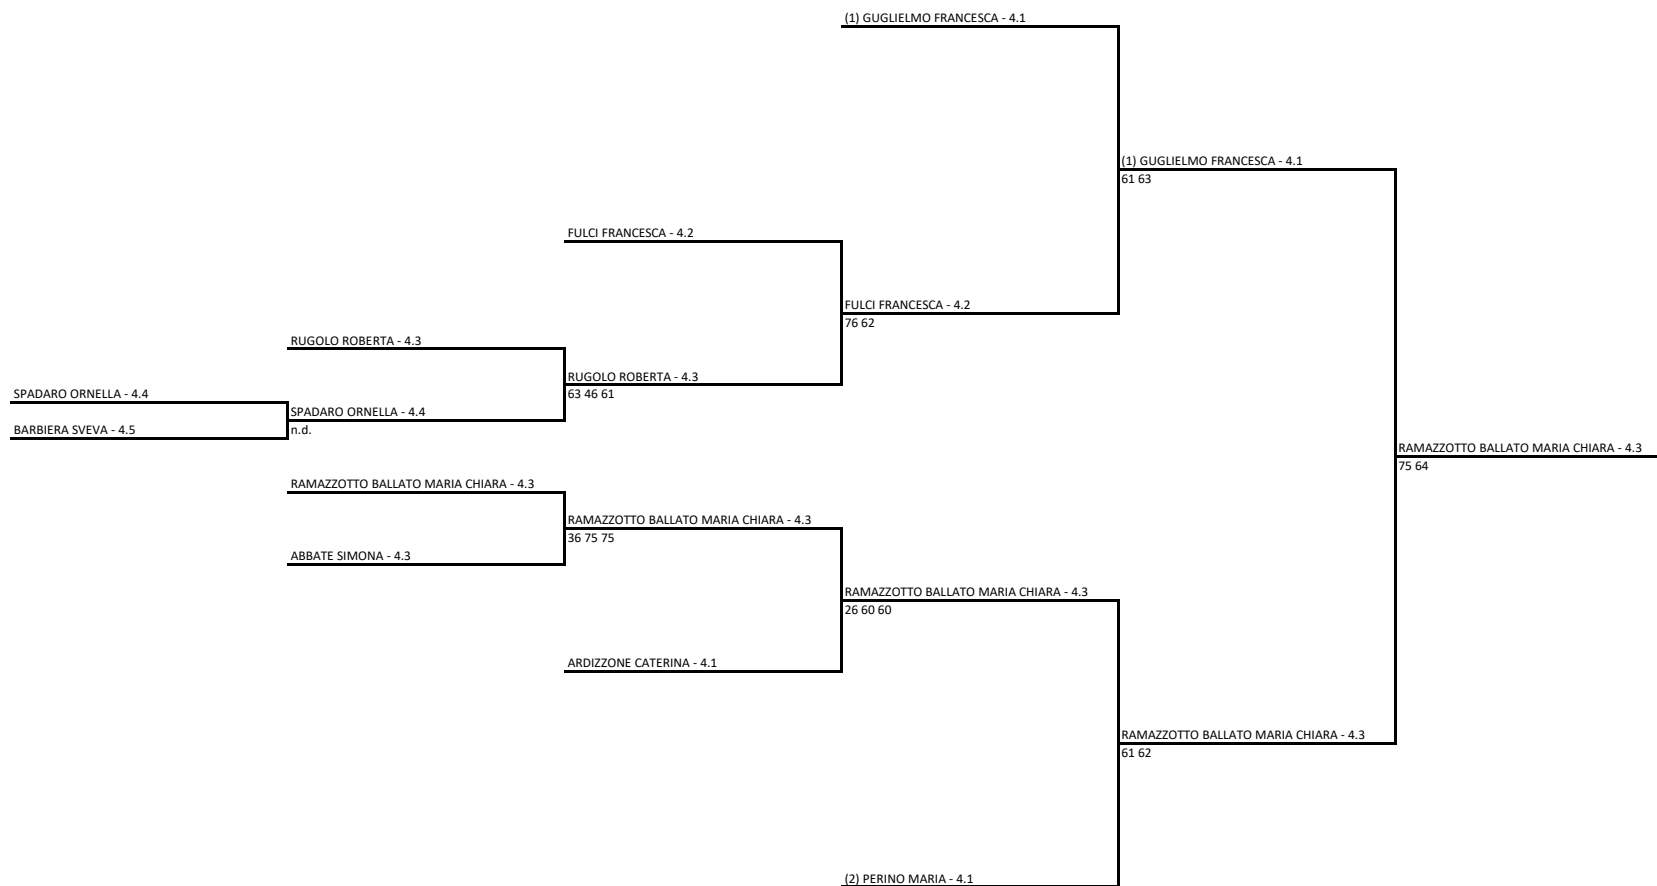 (1) GUGLIELMO FRANCESCA - 4.1
(1) GUGLIELMO FRANCESCA - 4.1
61 63
FULCI FRANCESCA - 4.2
FULCI FRANCESCA - 4.2
76 62
RUGOLO ROBERTA - 4.3
RUGOLO ROBERTA - 4.3
63 46 61
SPADARO ORNELLA - 4.4
SPADARO ORNELLA - 4.4
BARBIERA SVEVA - 4.5
n.d.
RAMAZZOTTO BALLATO MARIA CHIARA - 4.3
75 64
RAMAZZOTTO BALLATO MARIA CHIARA - 4.3
RAMAZZOTTO BALLATO MARIA CHIARA - 4.3
36 75 75
ABBATE SIMONA - 4.3
RAMAZZOTTO BALLATO MARIA CHIARA - 4.3
26 60 60
ARDIZZONE CATERINA - 4.1
RAMAZZOTTO BALLATO MARIA CHIARA - 4.3
61 62
(2) PERINO MARIA - 4.1